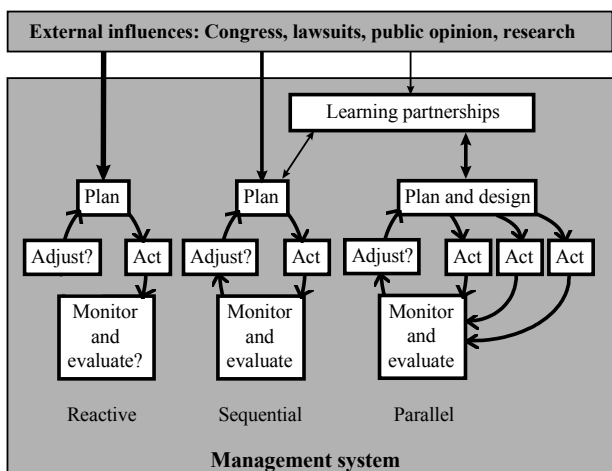 External influences: Congress, lawsuits, public opinion, research
Learning partnerships
Plan
Plan
Plan and design
Adjust?
Act
Adjust?
Act
Adjust?
Act
Act
Act
Monitor
and
evaluate?
Monitor
and
evaluate
Monitor
and
evaluate
Reactive
Sequential
Parallel
Management system